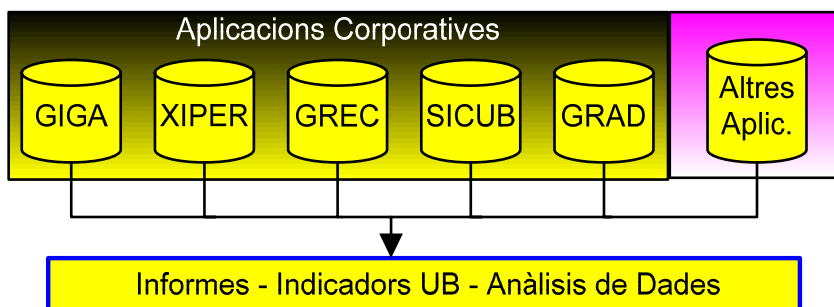 Aplicacions Corporatives
GIGA
XIPER
GREC
SICUB
GRAD
Altres
Aplic.
Informes - Indicadors UB - Anàlisis de Dades